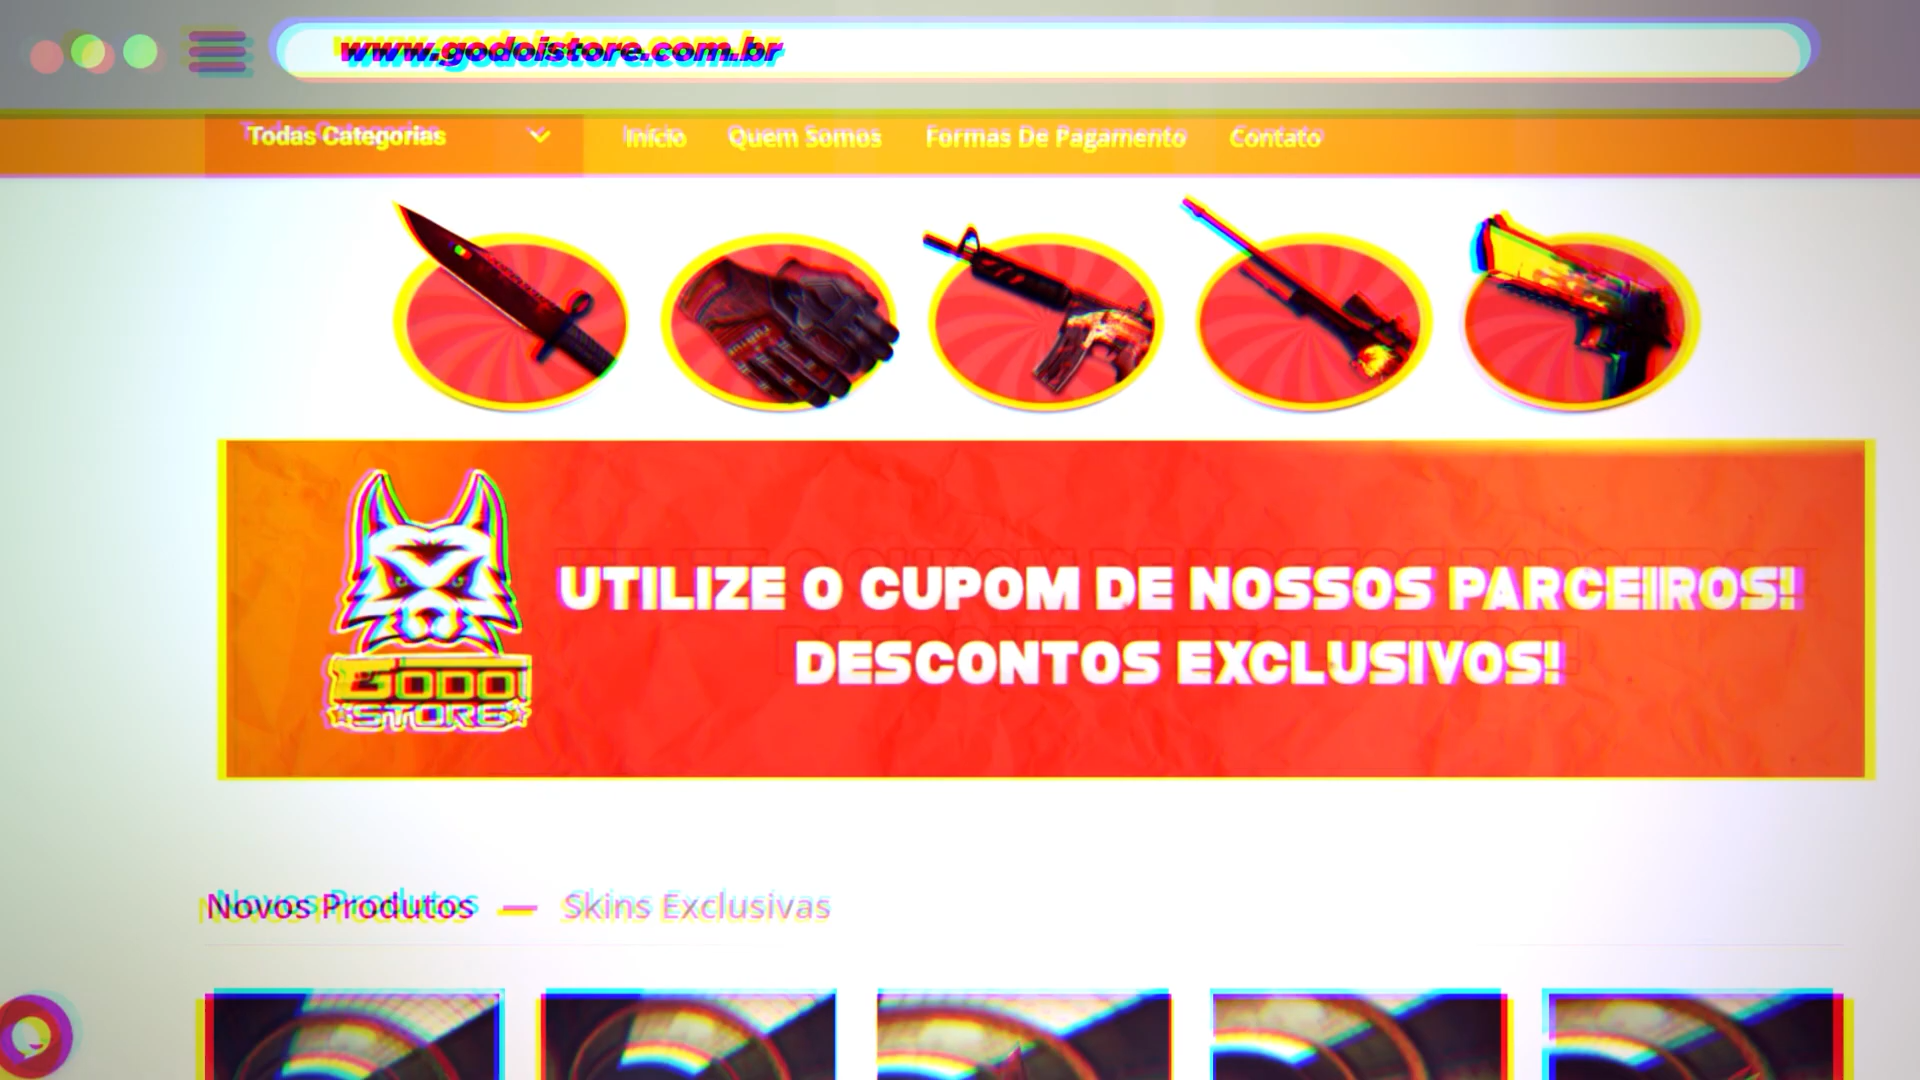 www.godoistore.com.br
Todas Categorias
Início
Quem Somos
Formas De Pagamento
Contato
UTILIZE O CUPOM DE NOSSOS PARCEIROS!
DESCONTOS EXCLUSIVOS!
GODOI
STORE
Novos Produtos — Skins Exclusivas